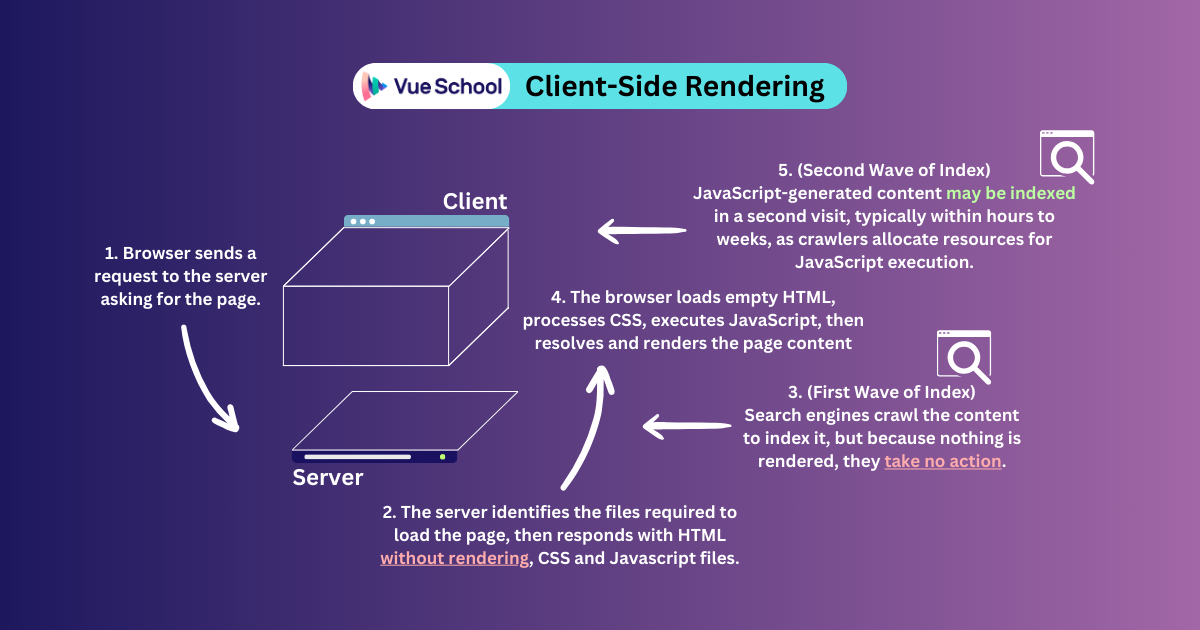 Vue School Client-Side Rendering
Client
1. Browser sends a
request to the server
asking for the page.
Server
2. The server identifies the files required to
load the page, then responds with HTML
without rendering, CSS and Javascript files.
3. (First Wave of Index)
Search engines crawl the content
to index it, but because nothing is
rendered, they take no action.
4. The browser loads empty HTML,
processes CSS, executes JavaScript, then
resolves and renders the page content
5. (Second Wave of Index)
JavaScript-generated content may be indexed
in a second visit, typically within hours to
weeks, as crawlers allocate resources for
JavaScript execution.